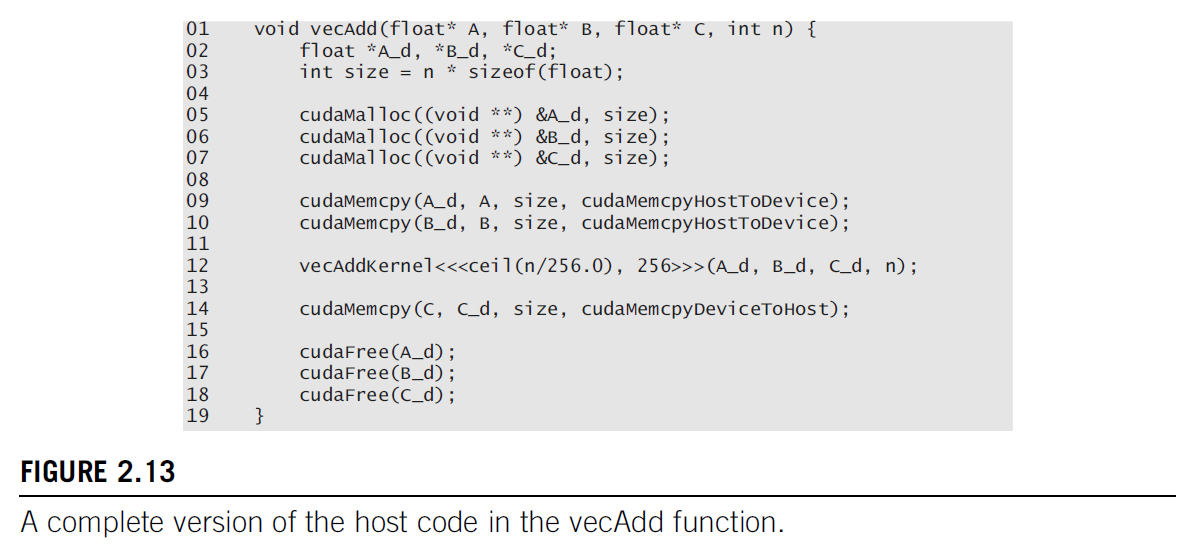 01    void vecAdd(float* A, float* B, float* C, int n) {
02        float *A_d, *B_d, *C_d;
03        int size = n * sizeof(float);
04
05        cudaMalloc((void **) &A_d, size);
06        cudaMalloc((void **) &B_d, size);
07        cudaMalloc((void **) &C_d, size);
08
09        cudaMemcpy(A_d, A, size, cudaMemcpyHostToDevice);
10        cudaMemcpy(B_d, B, size, cudaMemcpyHostToDevice);
11
12        vecAddKernel<<<ceil(n/256.0), 256>>>(A_d, B_d, C_d, n);
13
14        cudaMemcpy(C, C_d, size, cudaMemcpyDeviceToHost);
15
16        cudaFree(A_d);
17        cudaFree(B_d);
18        cudaFree(C_d);
19    }
FIGURE 2.13
A complete version of the host code in the vecAdd function.